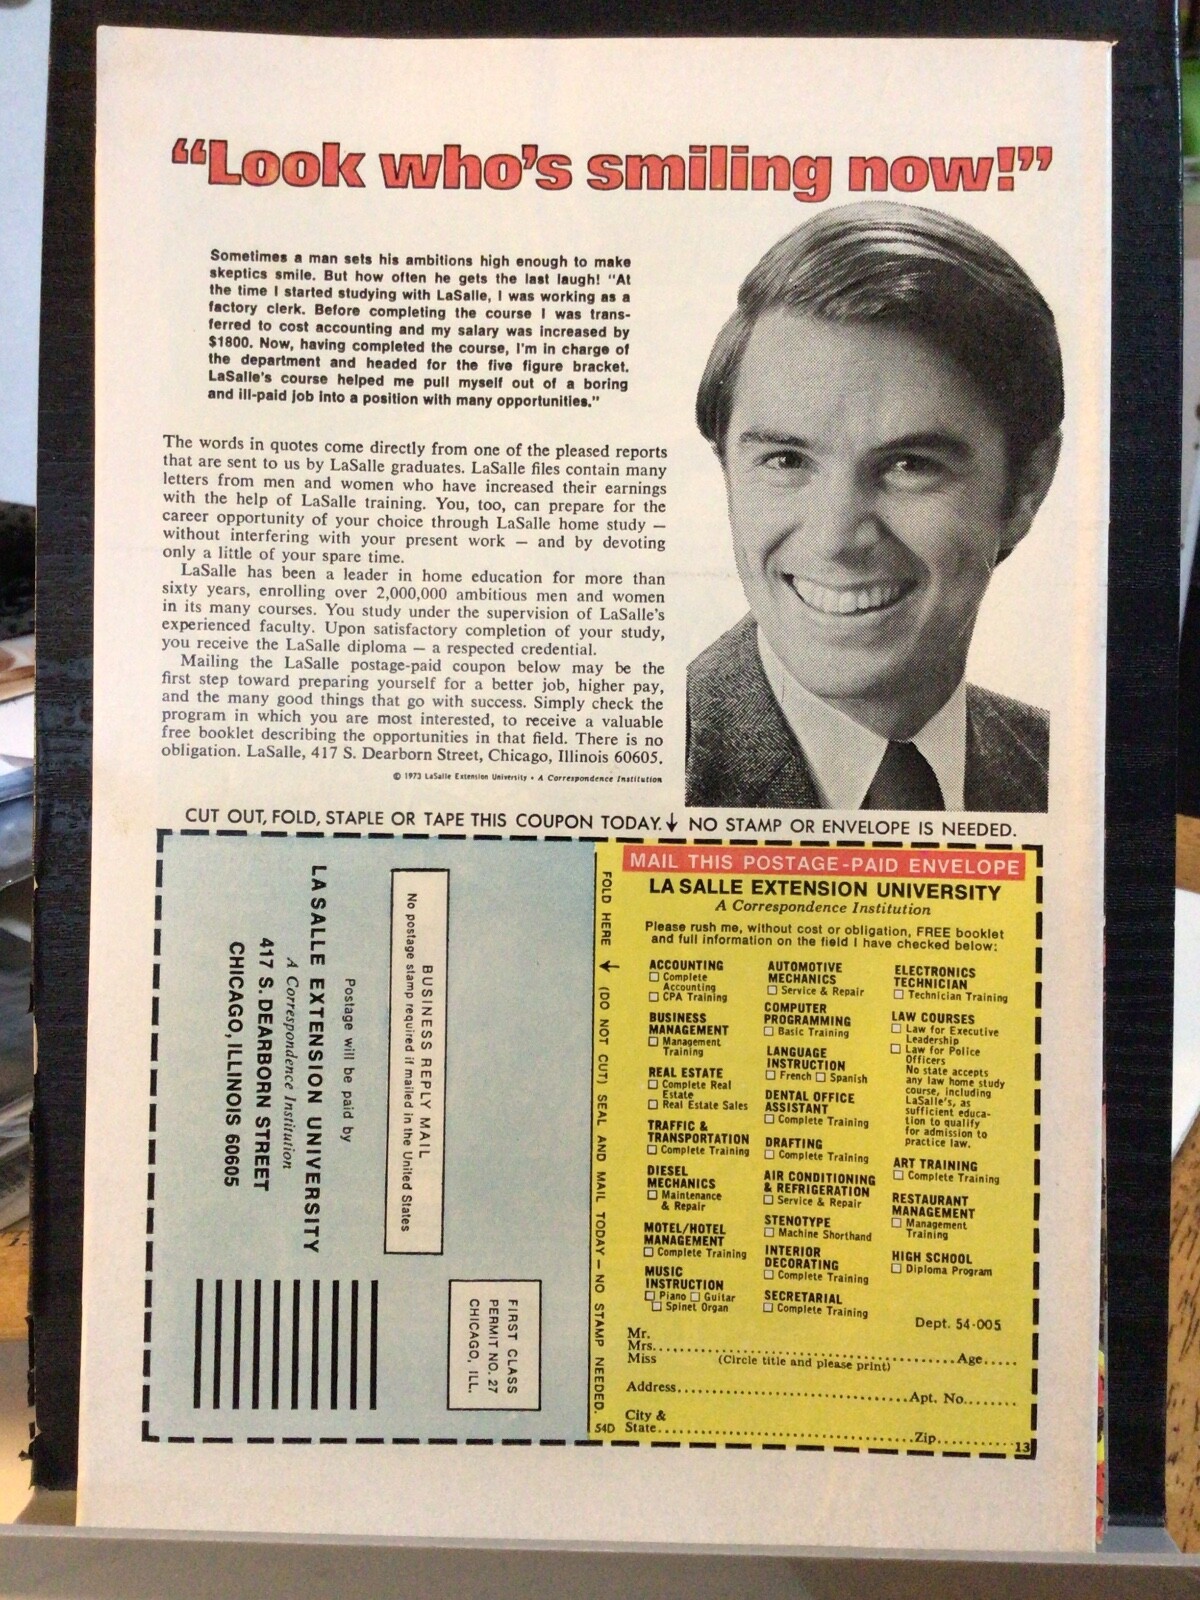 “Look who’s smiling now!”
Sometimes a man sets his ambitions high enough to make
skeptics smile. But how often he gets the last laugh! "At
the time I started studying with LaSalle, I was working as a
factory clerk. Before completing the course I was trans-
ferred to cost accounting and my salary was increased by
$1800. Now, having completed the course, I'm in charge of
the department and headed for the five figure bracket.
LaSalle's course helped me pull myself out of a boring
and ill-paid job into a position with many opportunities."
The words in quotes come directly from one of the pleased reports
that are sent to us by LaSalle graduates. LaSalle files contain many
letters from men and women who have increased their earnings
with the help of LaSalle training. You, too, can prepare for the
career opportunity of your choice through LaSalle home study —
without interfering with your present work — and by devoting
only a little of your spare time.
LaSalle has been a leader in home education for more than
sixty years, enrolling over 2,000,000 ambitious men and women
in its many courses. You study under the supervision of LaSalle's
experienced faculty. Upon satisfactory completion of your study,
you receive the LaSalle diploma — a respected credential.
Mailing the LaSalle postage-paid coupon below may be the
first step toward preparing yourself for a better job, higher pay,
and the many good things that go with success. Simply check the
program in which you are most interested, to receive a valuable
free booklet describing the opportunities in that field. There is no
obligation. LaSalle, 417 S. Dearborn Street, Chicago, Illinois 60605.
© 1973 LaSalle Extension University • A Correspondence Institution
CUT OUT, FOLD, STAPLE OR TAPE THIS COUPON TODAY.↓ NO STAMP OR ENVELOPE IS NEEDED.
BUSINESS REPLY MAIL
No postage stamp required if mailed in the United States
Postage will be paid by
LA SALLE EXTENSION UNIVERSITY
A Correspondence Institution
417 S. DEARBORN STREET
CHICAGO, ILLINOIS 60605
FIRST CLASS
PERMIT NO. 27
CHICAGO, ILL.
FOLD HERE ↓ (DO NOT CUT) SEAL AND MAIL TODAY — NO STAMP NEEDED.
54D
MAIL THIS POSTAGE-PAID ENVELOPE
LA SALLE EXTENSION UNIVERSITY
A Correspondence Institution
Please rush me, without cost or obligation, FREE booklet
and full information on the field I have checked below:
ACCOUNTING
☐ Complete
Accounting
☐ CPA Training
BUSINESS
MANAGEMENT
☐ Management
Training
REAL ESTATE
☐ Complete Real
Estate
☐ Real Estate Sales
TRAFFIC &
TRANSPORTATION
☐ Complete Training
DIESEL
MECHANICS
☐ Maintenance
& Repair
MOTEL/HOTEL
MANAGEMENT
☐ Complete Training
MUSIC
INSTRUCTION
☐ Piano ☐ Guitar
☐ Spinet Organ
AUTOMOTIVE
MECHANICS
☐ Service & Repair
COMPUTER
PROGRAMMING
☐ Basic Training
LANGUAGE
INSTRUCTION
☐ French ☐ Spanish
DENTAL OFFICE
ASSISTANT
☐ Complete Training
DRAFTING
☐ Complete Training
AIR CONDITIONING
& REFRIGERATION
☐ Service & Repair
STENOTYPE
☐ Machine Shorthand
INTERIOR
DECORATING
☐ Complete Training
SECRETARIAL
☐ Complete Training
ELECTRONICS
TECHNICIAN
☐ Technician Training
LAW COURSES
☐ Law for Executive
Leadership
☐ Law for Police
Officers
No state accepts
any law home study
course, including
LaSalle's, as
sufficient educa-
tion to qualify
for admission to
practice law.
ART TRAINING
☐ Complete Training
RESTAURANT
MANAGEMENT
☐ Management
Training
HIGH SCHOOL
☐ Diploma Program
Dept. 54-005
Mr.
Mrs. ........ Age.....
Miss (Circle title and please print)
Address........ Apt. No........
City &
State........ Zip........
13